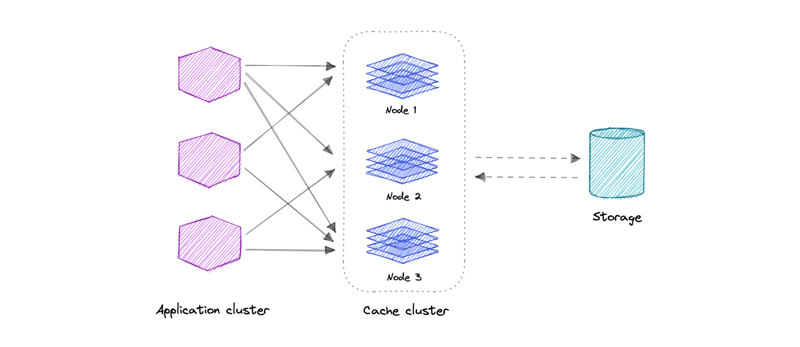 Node 1
Node 2
Node 3
Storage
Application cluster
Cache cluster